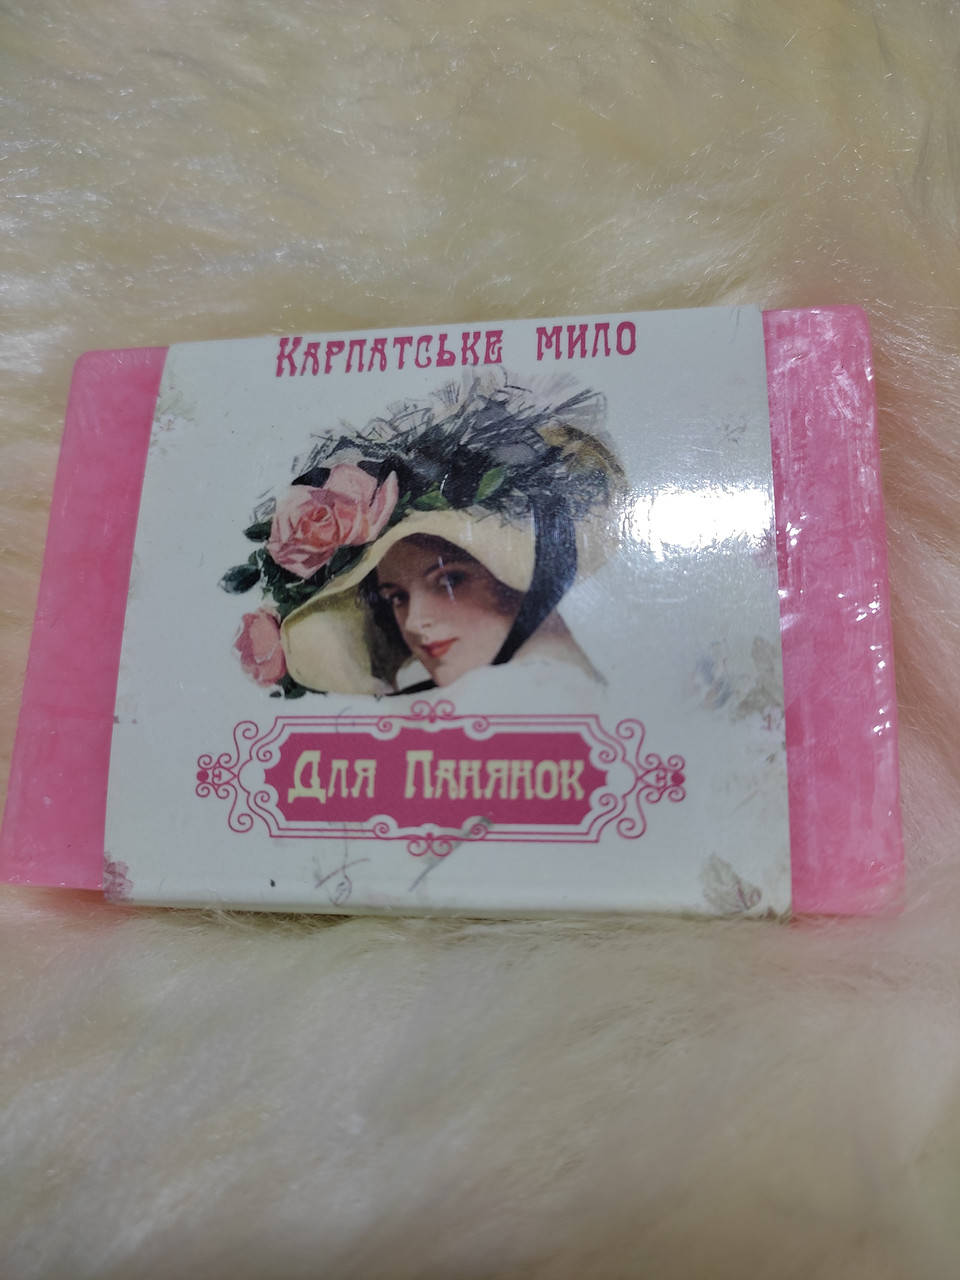 Карпатське мило
Для Панянок